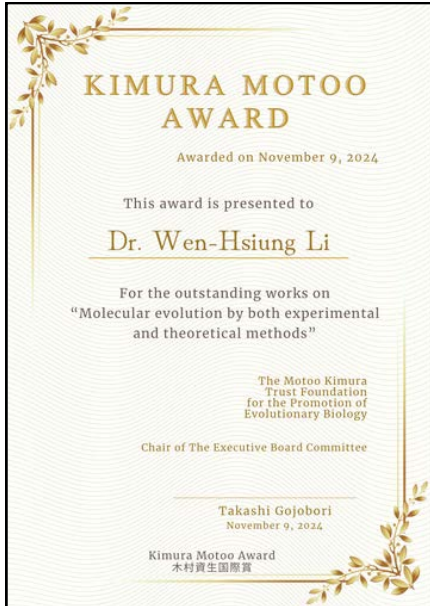 KIMURA MOTOO
AWARD
Awarded on November 9, 2024
This award is presented to
Dr. Wen-Hsiung Li
For the outstanding works on
“Molecular evolution by both experimental
and theoretical methods”
The Motoo Kimura
Trust Foundation
for the Promotion of
Evolutionary Biology
Chair of The Executive Board Committee
Takashi Gojobori
November 9, 2024
Kimura Motoo Award
木村資生国際賞